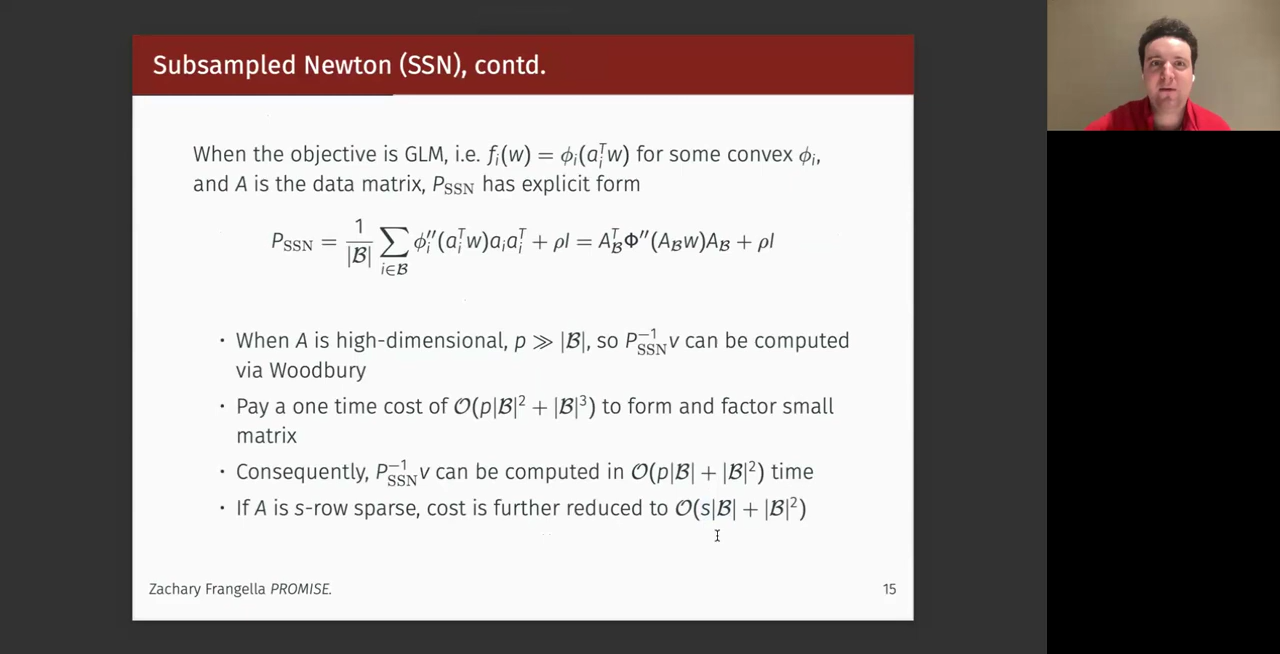 Subsampled Newton (SSN), contd.
When the objective is GLM, i.e. fᵢ(w) = ϕᵢ(aᵢᵀw) for some convex ϕᵢ,
and A is the data matrix, P_SSN has explicit form
P_SSN = 1/|𝓑| ∑_{i∈𝓑} ϕᵢ″(aᵢᵀw)aᵢaᵢᵀ + ρI = A_𝓑ᵀΦ″(A_𝓑w)A_𝓑 + ρI
· When A is high-dimensional, p ≫ |𝓑|, so P_SSN⁻¹v can be computed
via Woodbury
· Pay a one time cost of 𝒪(p|𝓑|² + |𝓑|³) to form and factor small
matrix
· Consequently, P_SSN⁻¹v can be computed in 𝒪(p|𝓑| + |𝓑|²) time
· If A is s-row sparse, cost is further reduced to 𝒪(s|𝓑| + |𝓑|²)
Zachary Frangella PROMISE. 15